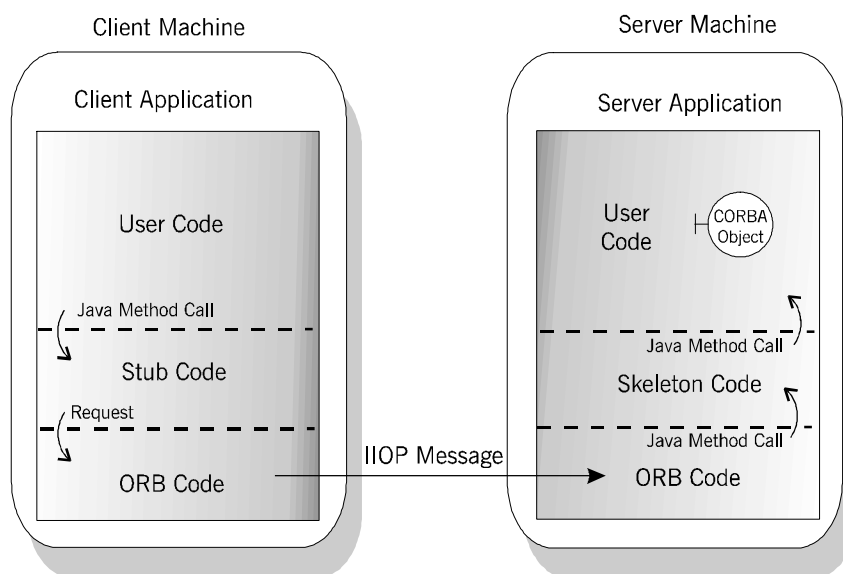 Client Machine
Client Application
User Code
Java Method Call
Stub Code
Request
ORB Code
IIOP Message
Server Machine
Server Application
User
Code
CORBA
Object
Java Method Call
Skeleton Code
Java Method Call
ORB Code